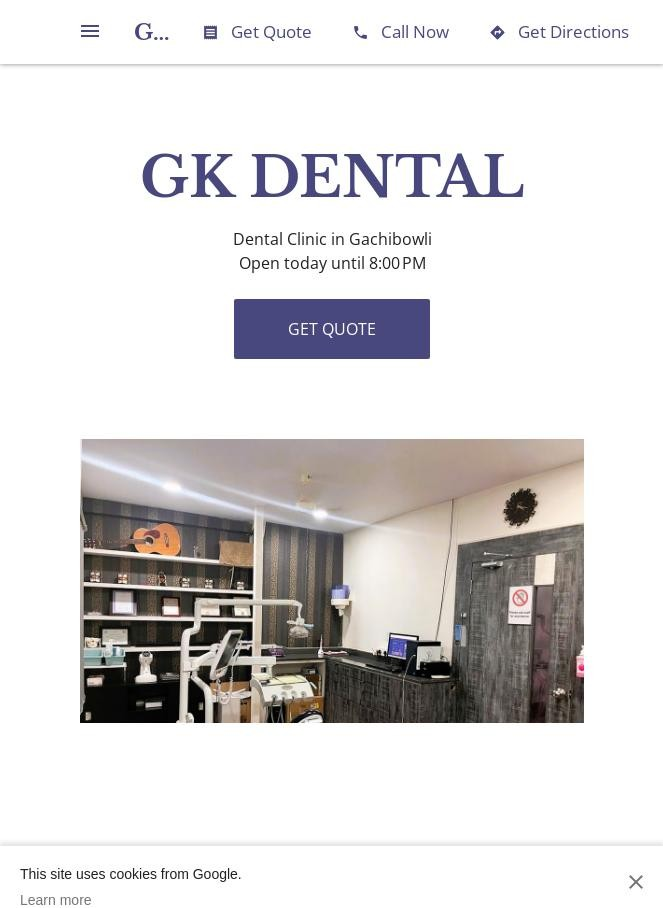 G...
Get Quote
Call Now
Get Directions
GK DENTAL
Dental Clinic in Gachibowli
Open today until 8:00 PM
GET QUOTE
This site uses cookies from Google.
Learn more